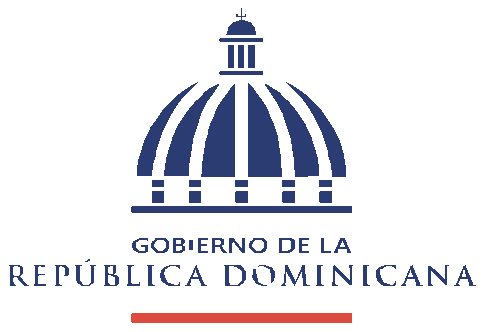 GOBIERNO DE LA
REPÚBLICA DOMINICANA